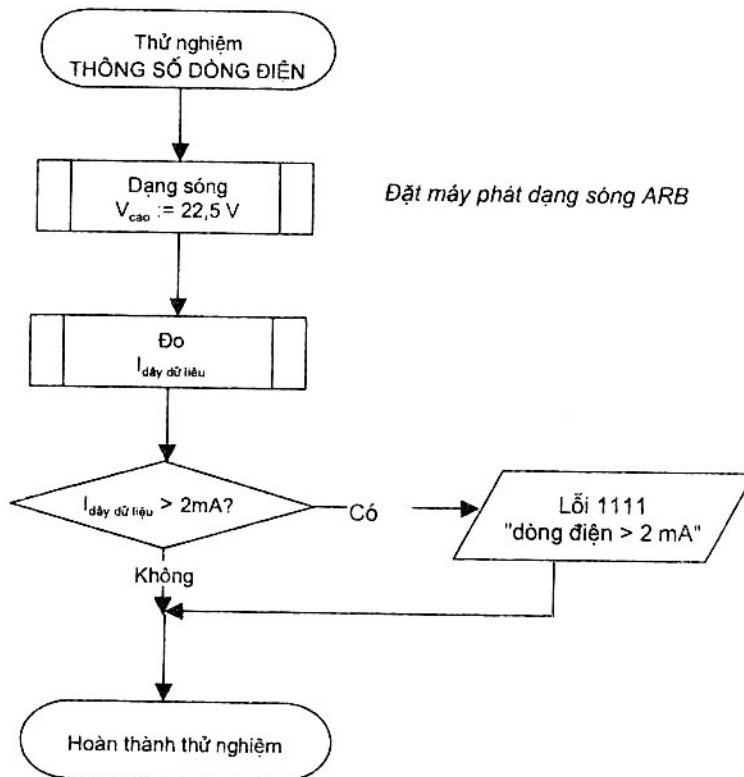 Thử nghiệm
THÔNG SỐ DÒNG ĐIỆN
Dạng sóng
Vcao := 22,5 V
Đặt máy phát dạng sóng ARB
Đo
Idây dữ liệu
Idây dữ liệu > 2mA?
Có
Lỗi 1111
"dòng điện > 2 mA"
Không
Hoàn thành thử nghiệm